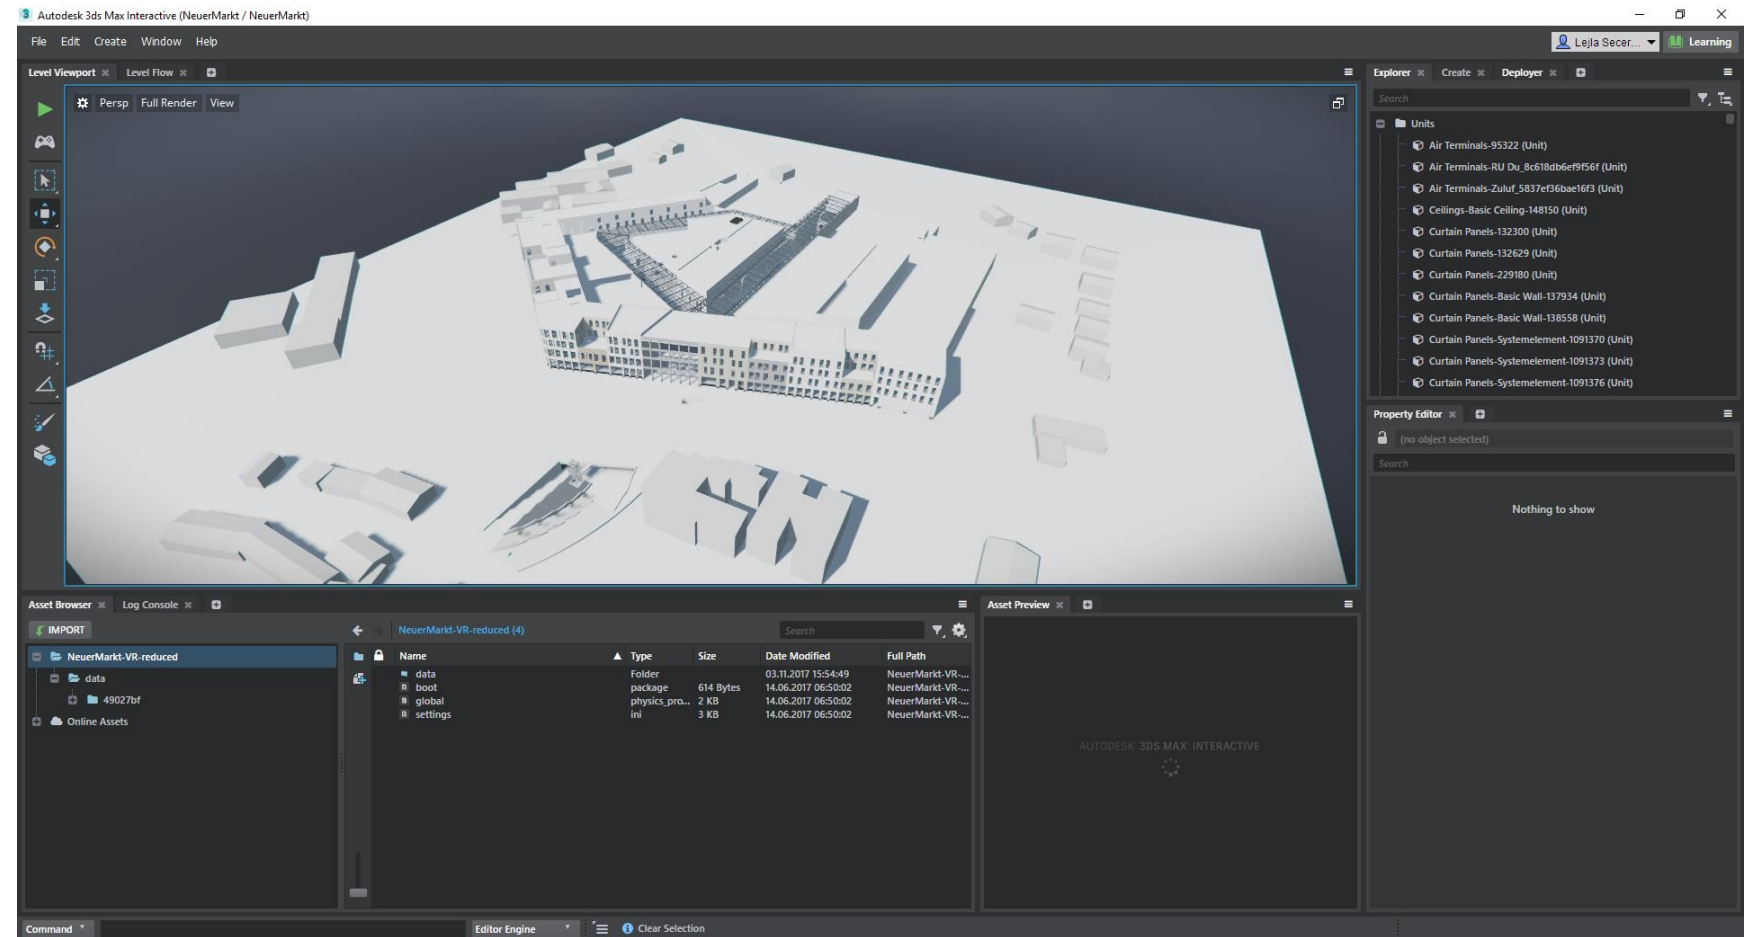 Autodesk 3ds Max Interactive (NeuerMarkt / NeuerMarkt)
File Edit Create Window Help
Lejla Secer...
Learning
Level Viewport Level Flow
Persp Full Render View
Explorer Create Deployer
Search
Units
Air Terminals-95322 (Unit)
Air Terminals-RU Du_8c618db6ef9f56f (Unit)
Air Terminals-Zuluf_5837ef36bae16f3 (Unit)
Ceilings-Basic Ceiling-148150 (Unit)
Curtain Panels-132300 (Unit)
Curtain Panels-132629 (Unit)
Curtain Panels-229180 (Unit)
Curtain Panels-Basic Wall-137934 (Unit)
Curtain Panels-Basic Wall-138558 (Unit)
Curtain Panels-Systemelement-1091370 (Unit)
Curtain Panels-Systemelement-1091373 (Unit)
Curtain Panels-Systemelement-1091376 (Unit)
Property Editor
(no object selected)
Search
Nothing to show
Asset Browser Log Console
IMPORT
NeuerMarkt-VR-reduced
data
49027bf
Online Assets
NeuerMarkt-VR-reduced (4)
Search
Name Type Size Date Modified Full Path
data Folder 03.11.2017 15:54:49 NeuerMarkt-VR-...
boot package 614 Bytes 14.06.2017 06:50:02 NeuerMarkt-VR-...
global physics_pro... 2 KB 14.06.2017 06:50:02 NeuerMarkt-VR-...
settings ini 3 KB 14.06.2017 06:50:02 NeuerMarkt-VR-...
Asset Preview
AUTODESK 3DS MAX INTERACTIVE
Command
Editor Engine
Clear Selection